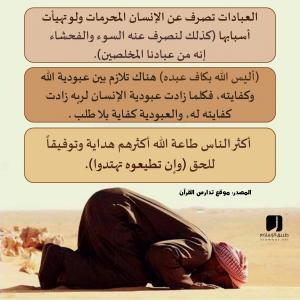 العبادات تصرف عن الإنسان المحرمات ولو تهيأت
أسبابها (كذلك لنصرف عنه السوء والفحشاء
إنه من عبادنا المخلصين).
(أليس الله بكاف عبده) هناك تلازم بين عبودية الله
وكفايته، فكلما زادت عبودية الإنسان لربه زادت
كفايته له، والعبودية كفاية بلا طلب .
أكثر الناس طاعة لله أكثرهم هداية وتوفيقاً
للحق (وإن تطيعوه تهتدوا).
المصدر: موقع تدارس القرآن